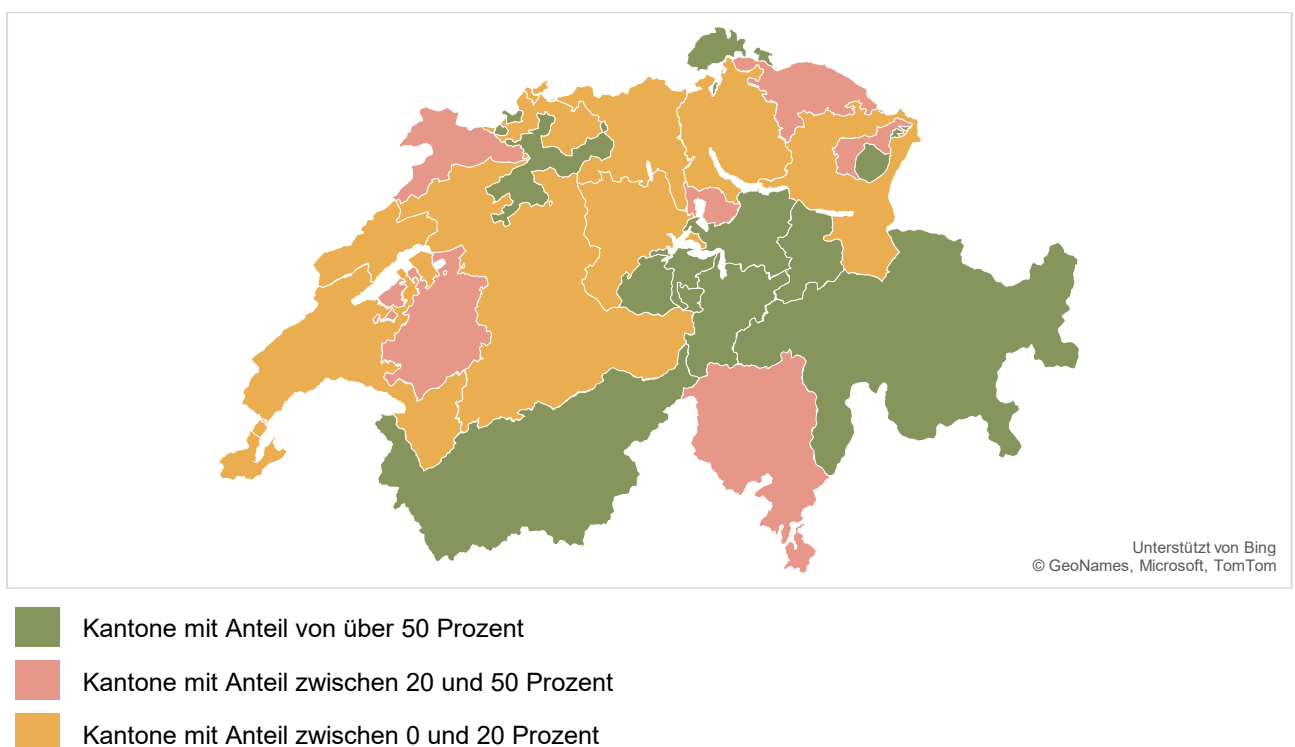 Unterstützt von Bing
© GeoNames, Microsoft, TomTom
Kantone mit Anteil von über 50 Prozent
Kantone mit Anteil zwischen 20 und 50 Prozent
Kantone mit Anteil zwischen 0 und 20 Prozent